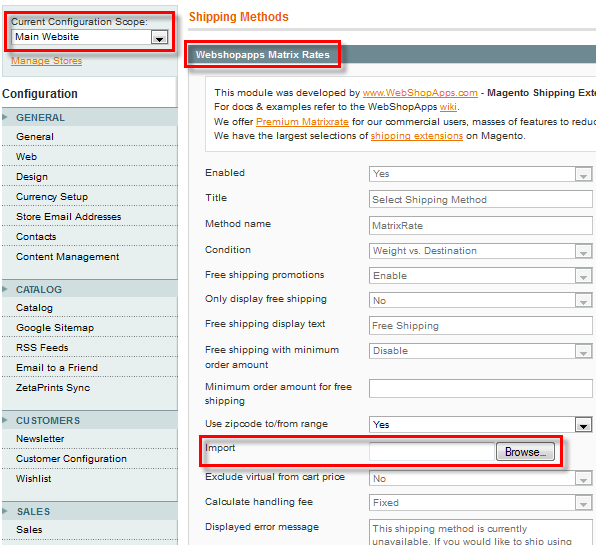 Current Configuration Scope:
Main Website
Manage Stores
Configuration
GENERAL
General
Web
Design
Currency Setup
Store Email Addresses
Contacts
Content Management
CATALOG
Catalog
Google Sitemap
RSS Feeds
Email to a Friend
ZetaPrints Sync
CUSTOMERS
Newsletter
Customer Configuration
Wishlist
SALES
Sales
Shipping Methods
Webshopapps Matrix Rates
This module was developed by www.WebShopApps.com - Magento Shipping Exte
For docs & examples refer to the WebShopApps wiki.
We offer Premium Matrixrate for our commercial users, masses of features to reduc
We have the largest selections of shipping extensions on Magento.
Enabled Yes
Title Select Shipping Method
Method name MatrixRate
Condition Weight vs. Destination
Free shipping promotions Enable
Only display free shipping No
Free shipping display text Free Shipping
Free shipping with minimum Disable
order amount
Minimum order amount for free
shipping
Use zipcode to/from range Yes
Import Browse...
Exclude virtual from cart price No
Calculate handling fee Fixed
Displayed error message This shipping method is currently
unavailable. If you would like to ship using